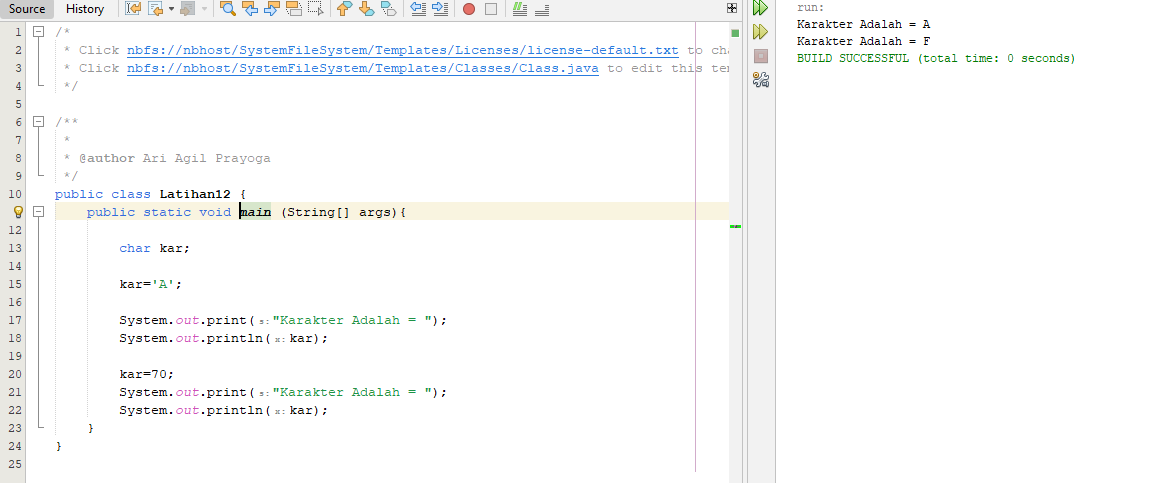 Source History
1 /*
2 * Click nbfs://nbhost/SystemFileSystem/Templates/Licenses/license-default.txt to cha
3 * Click nbfs://nbhost/SystemFileSystem/Templates/Classes/Class.java to edit this ten
4 */
5
6 /**
7 *
8 * @author Ari Agil Prayoga
9 */
10 public class Latihan12 {
public static void main (String[] args){
12
13 char kar;
14
15 kar='A';
16
17 System.out.print( s: "Karakter Adalah = ");
18 System.out.println( x: kar);
19
20 kar=70;
21 System.out.print( s: "Karakter Adalah = ");
22 System.out.println( x: kar);
23 }
24 }
25
run:
Karakter Adalah = A
Karakter Adalah = F
BUILD SUCCESSFUL (total time: 0 seconds)